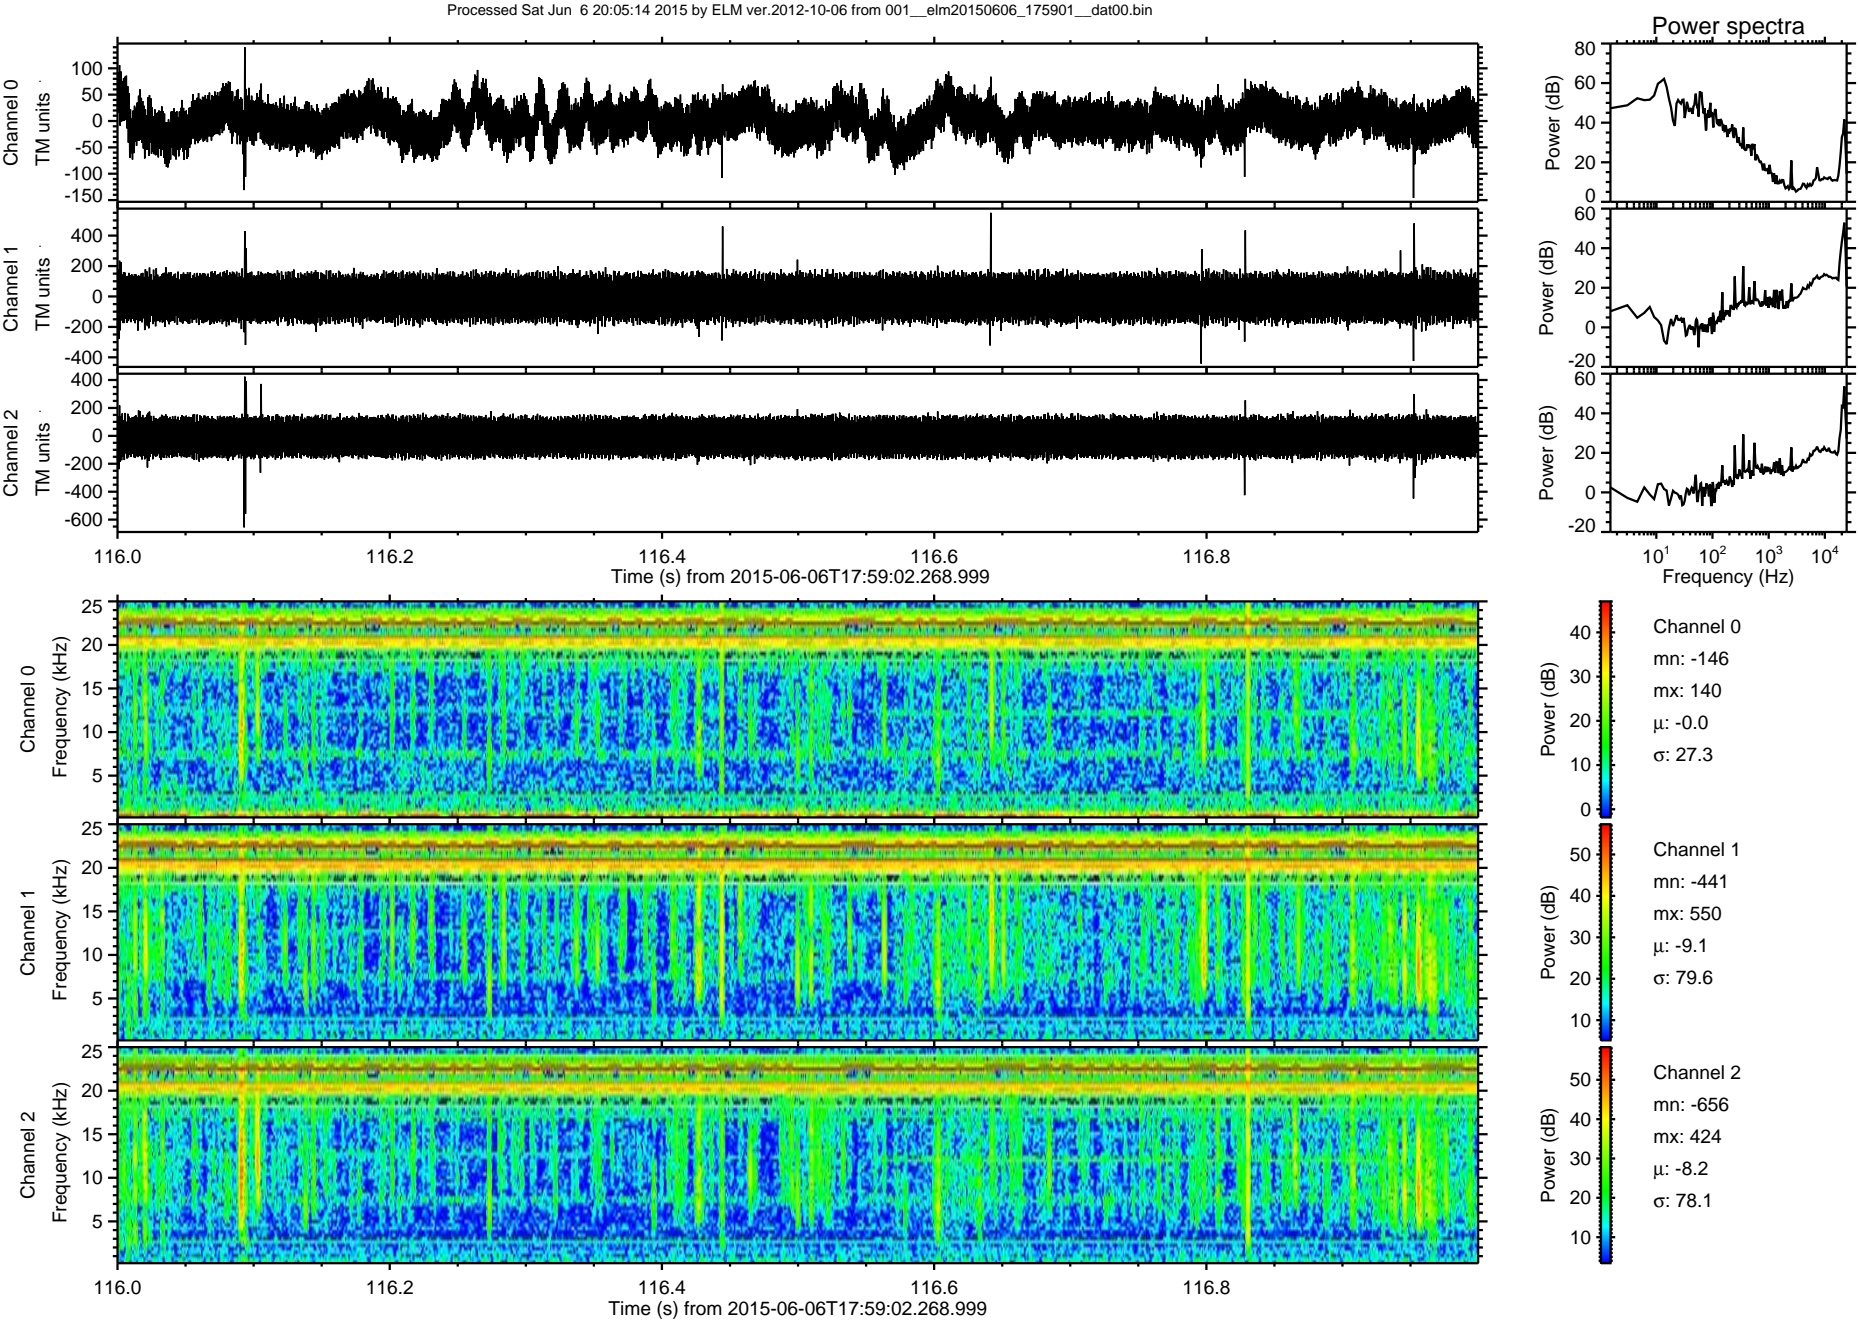 Processed Sat Jun 6 20:05:14 2015 by ELM ver.2012-10-06 from 001__elm20150606_175901__dat00.bin
Power spectra
Channel 0
TM units
100
50
0
-50
-100
-150
Power (dB)
80
60
40
20
0
Channel 1
TM units
400
200
0
-200
-400
Power (dB)
60
40
20
0
-20
Channel 2
TM units
400
200
0
-200
-400
-600
Power (dB)
60
40
20
0
-20
116.0 116.2 116.4 116.6 116.8
Time (s) from 2015-06-06T17:59:02.268.999
10^1 10^2 10^3 10^4
Frequency (Hz)
Channel 0
Frequency (kHz)
25
20
15
10
5
Power (dB)
40
30
20
10
0
Channel 0
mn: -146
mx: 140
μ: -0.0
σ: 27.3
Channel 1
Frequency (kHz)
25
20
15
10
5
Power (dB)
50
40
30
20
10
Channel 1
mn: -441
mx: 550
μ: -9.1
σ: 79.6
Channel 2
Frequency (kHz)
25
20
15
10
5
Power (dB)
50
40
30
20
10
Channel 2
mn: -656
mx: 424
μ: -8.2
σ: 78.1
116.0 116.2 116.4 116.6 116.8
Time (s) from 2015-06-06T17:59:02.268.999